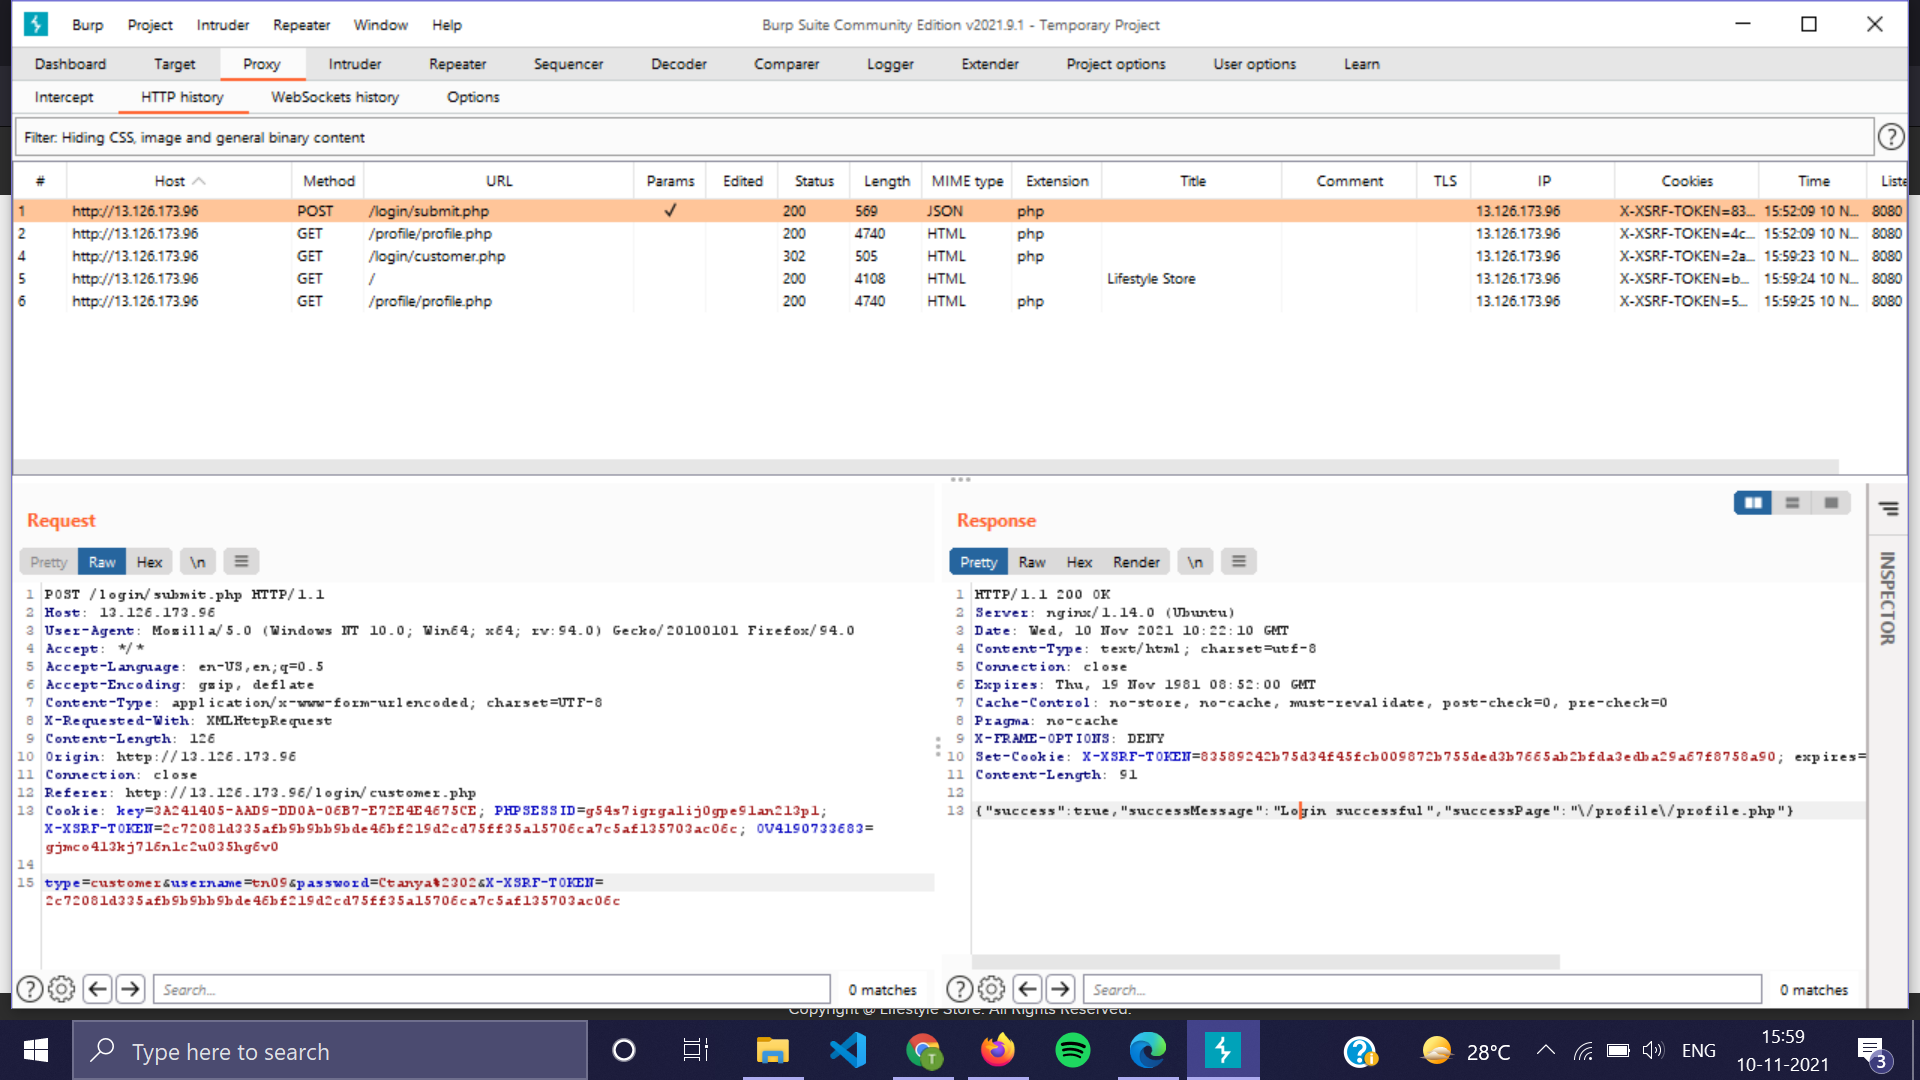 Burp Project Intruder Repeater Window Help Burp Suite Community Edition v2021.9.1 - Temporary Project
Dashboard Target Proxy Intruder Repeater Sequencer Decoder Comparer Logger Extender Project options User options Learn
Intercept HTTP history WebSockets history Options
Filter: Hiding CSS, image and general binary content
# Host Method URL Params Edited Status Length MIME type Extension Title Comment TLS IP Cookies Time Liste
1 http://13.126.173.96 POST /login/submit.php ✓ 200 569 JSON php 13.126.173.96 X-XSRF-TOKEN=83... 15:52:09 10 N... 8080
2 http://13.126.173.96 GET /profile/profile.php 200 4740 HTML php 13.126.173.96 X-XSRF-TOKEN=4c... 15:52:09 10 N... 8080
4 http://13.126.173.96 GET /login/customer.php 302 505 HTML php 13.126.173.96 X-XSRF-TOKEN=2a... 15:59:23 10 N... 8080
5 http://13.126.173.96 GET / 200 4108 HTML Lifestyle Store 13.126.173.96 X-XSRF-TOKEN=b... 15:59:24 10 N... 8080
6 http://13.126.173.96 GET /profile/profile.php 200 4740 HTML php 13.126.173.96 X-XSRF-TOKEN=5... 15:59:25 10 N... 8080
Request
Pretty Raw Hex \n
1 POST /login/submit.php HTTP/1.1
2 Host: 13.126.173.96
3 User-Agent: Mozilla/5.0 (Windows NT 10.0; Win64; x64; rv:94.0) Gecko/20100101 Firefox/94.0
4 Accept: */*
5 Accept-Language: en-US,en;q=0.5
6 Accept-Encoding: gzip, deflate
7 Content-Type: application/x-www-form-urlencoded; charset=UTF-8
8 X-Requested-With: XMLHttpRequest
9 Content-Length: 126
10 Origin: http://13.126.173.96
11 Connection: close
12 Referer: http://13.126.173.96/login/customer.php
13 Cookie: key=3A241405-AAD9-DD0A-06B7-E72E4E4675CE; PHPSESSID=g54s7igrgalij0gpe9lan213p1;
X-XSRF-TOKEN=2c72081d335afb9b9bb9bde46bf219d2cd75ff35a15706ca7c5af135703ac06c; 0V4190733683=
gjmco413kj716n1c2u035hg6v0
14
15 type=customer&username=tn09&password=Ctanya%2302&X-XSRF-TOKEN=
2c72081d335afb9b9bb9bde46bf219d2cd75ff35a15706ca7c5af135703ac06c
Search... 0 matches
Response
Pretty Raw Hex Render \n
1 HTTP/1.1 200 OK
2 Server: nginx/1.14.0 (Ubuntu)
3 Date: Wed, 10 Nov 2021 10:22:10 GMT
4 Content-Type: text/html; charset=utf-8
5 Connection: close
6 Expires: Thu, 19 Nov 1981 08:52:00 GMT
7 Cache-Control: no-store, no-cache, must-revalidate, post-check=0, pre-check=0
8 Pragma: no-cache
9 X-FRAME-OPTIONS: DENY
10 Set-Cookie: X-XSRF-TOKEN=83589242b75d34f45fcb009872b755ded3b7665ab2bfda3edba29a67f8758a90; expires=
11 Content-Length: 91
12
13 {"success":true,"successMessage":"Login successful","successPage":"\/profile\/profile.php"}
Search... 0 matches
INSPECTOR
Copyright @ Lifestyle Store. All Rights Reserved.
Type here to search
T
28°C ENG 15:59
10-11-2021
3